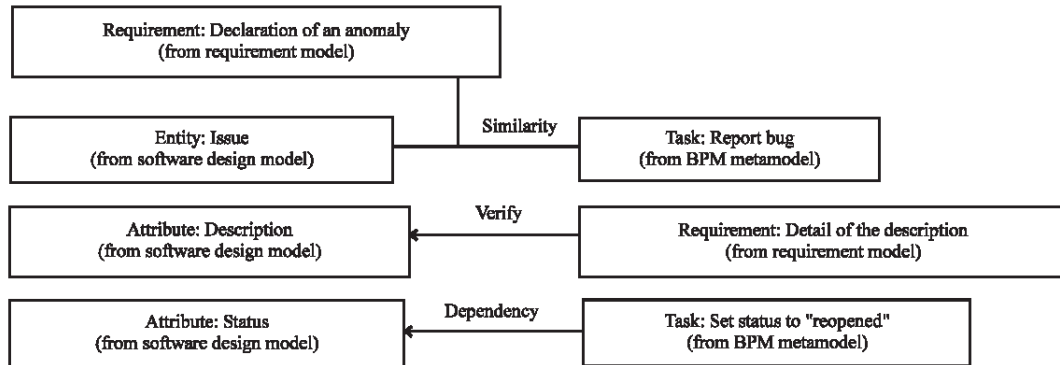 Requirement: Declaration of an anomaly
(from requirement model)
Similarity
Entity: Issue
(from software design model)
Task: Report bug
(from BPM metamodel)
Verify
Attribute: Description
(from software design model)
Requirement: Detail of the description
(from requirement model)
Dependency
Attribute: Status
(from software design model)
Task: Set status to "reopened"
(from BPM metamodel)